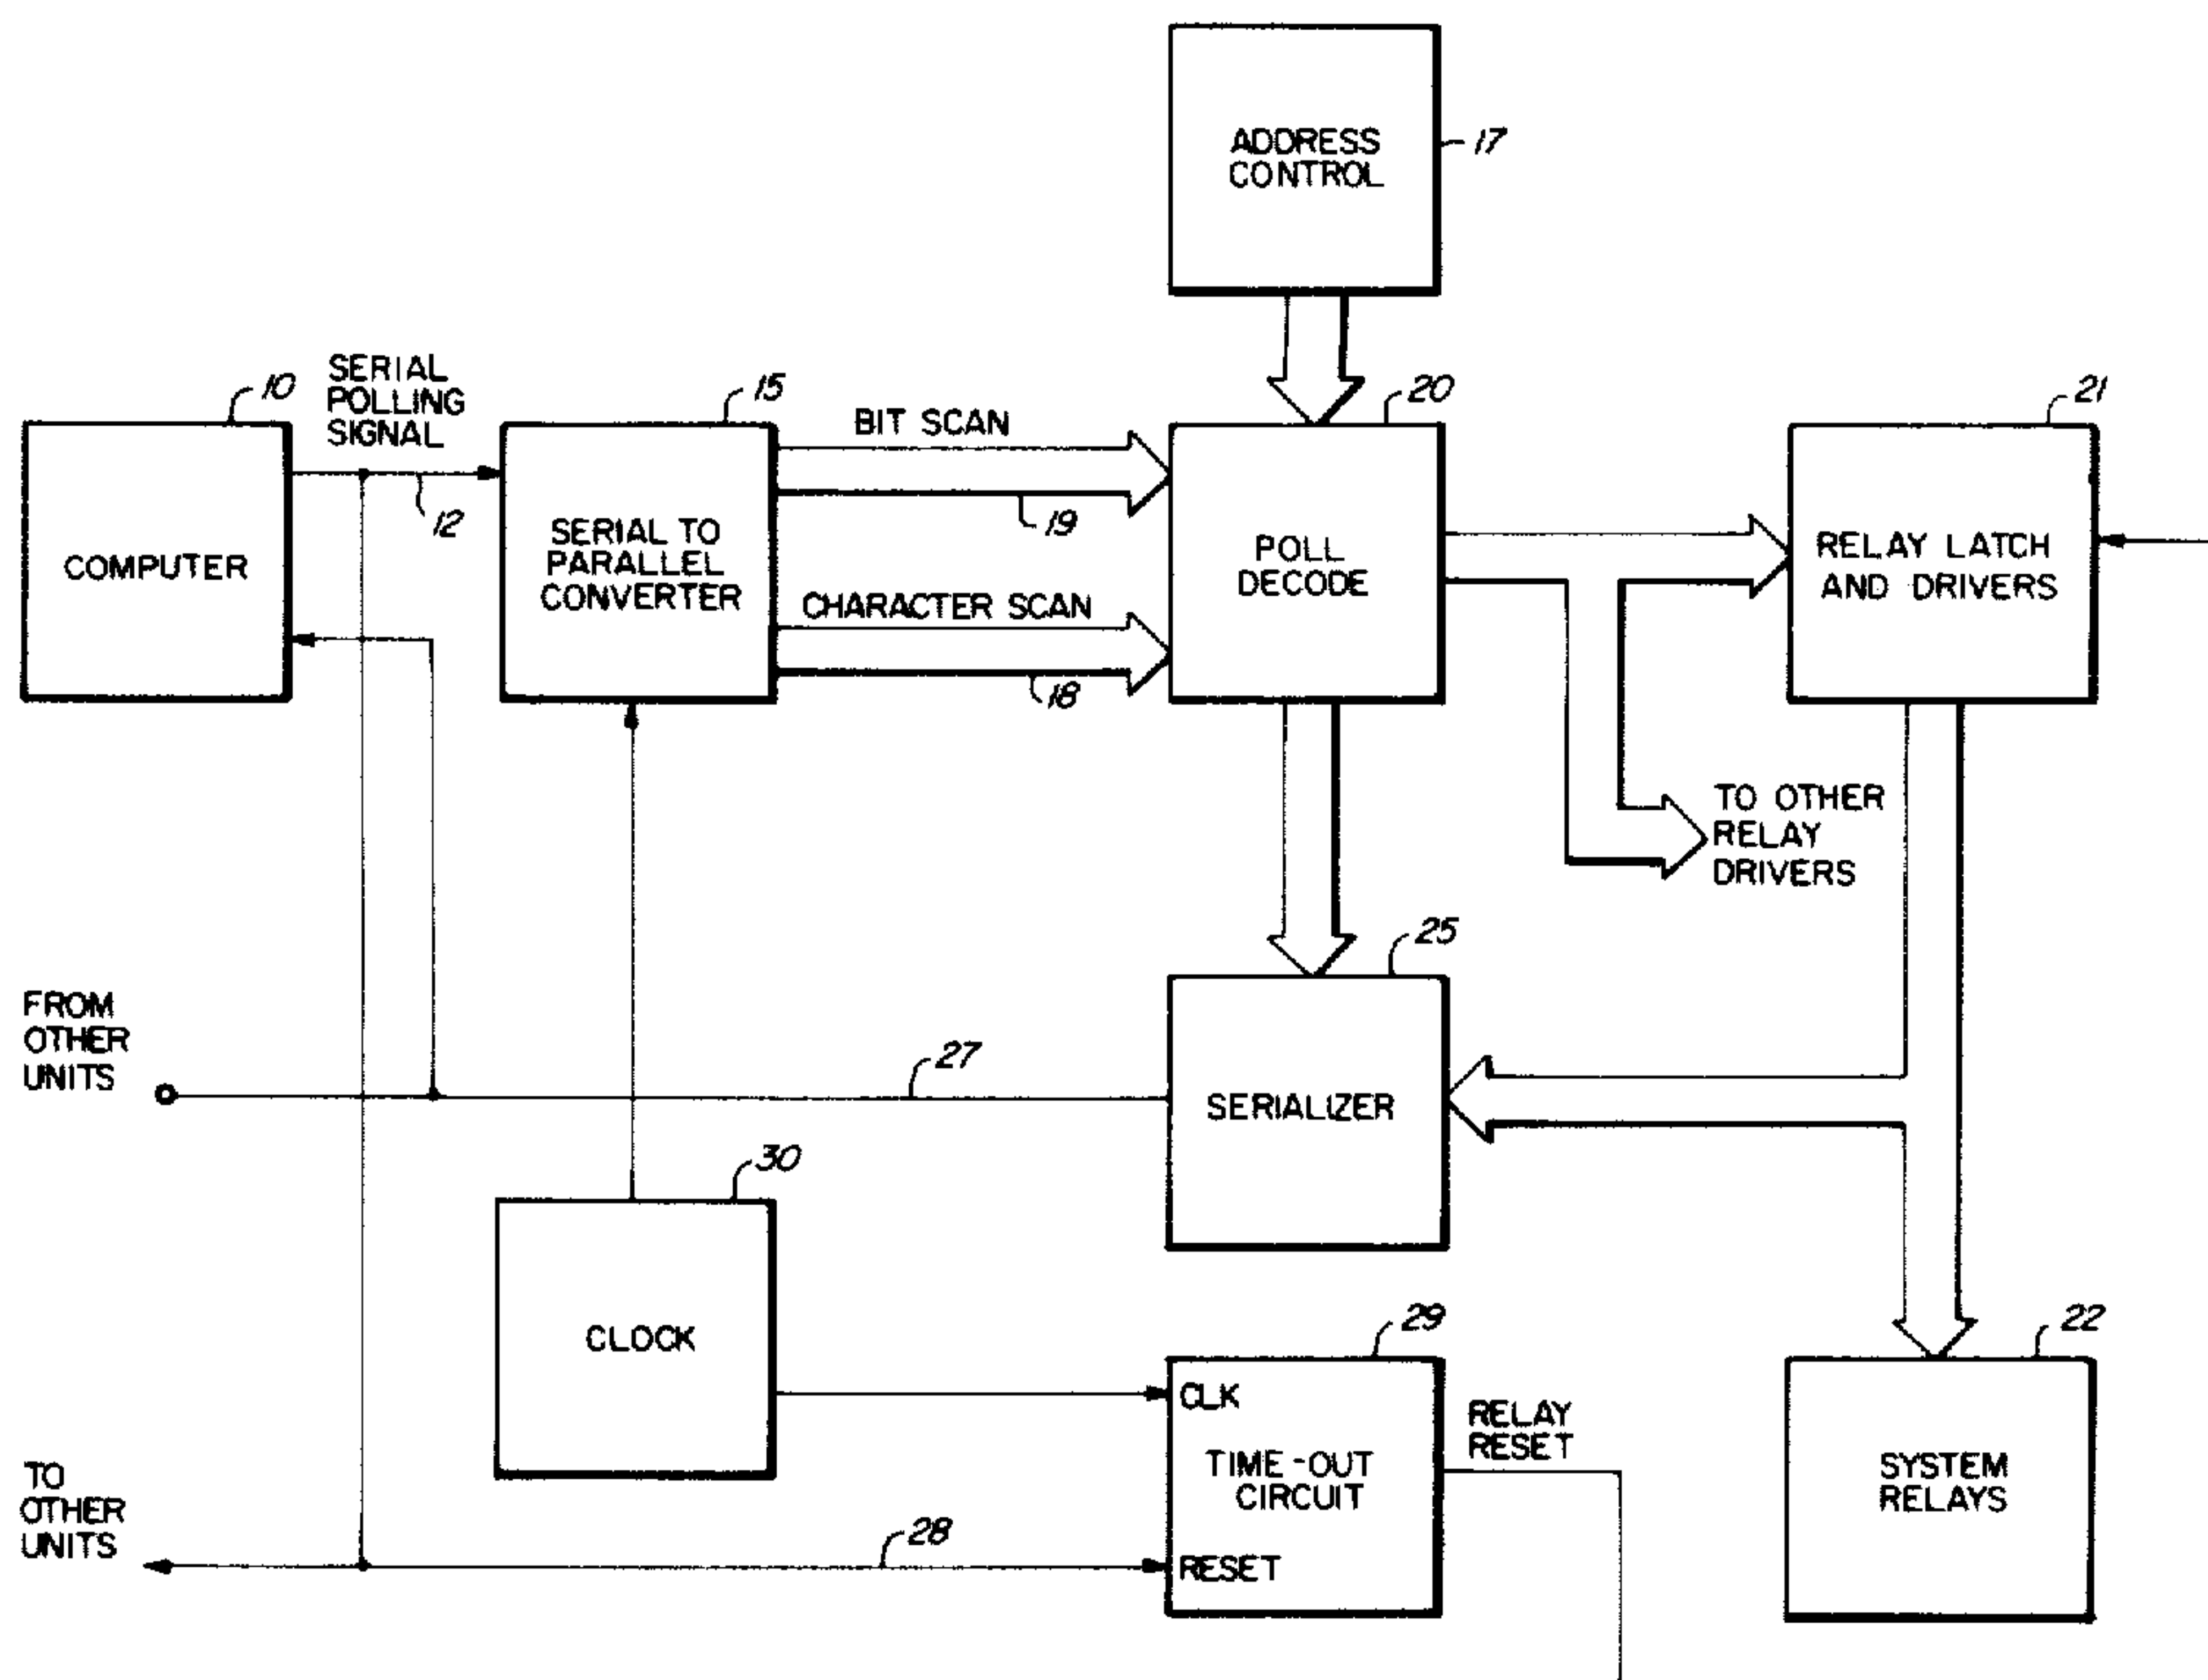 ADDRESS
CONTROL
17
10
SERIAL
POLLING
SIGNAL
12
COMPUTER
15
SERIAL TO
PARALLEL
CONVERTER
BIT SCAN
19
CHARACTER SCAN
18
20
POLL
DECODE
21
RELAY LATCH
AND DRIVERS
TO OTHER
RELAY
DRIVERS
FROM
OTHER
UNITS
27
25
SERIALIZER
30
CLOCK
29
CLK
TIME-OUT
CIRCUIT
RESET
RELAY
RESET
22
SYSTEM
RELAYS
TO
OTHER
UNITS
28